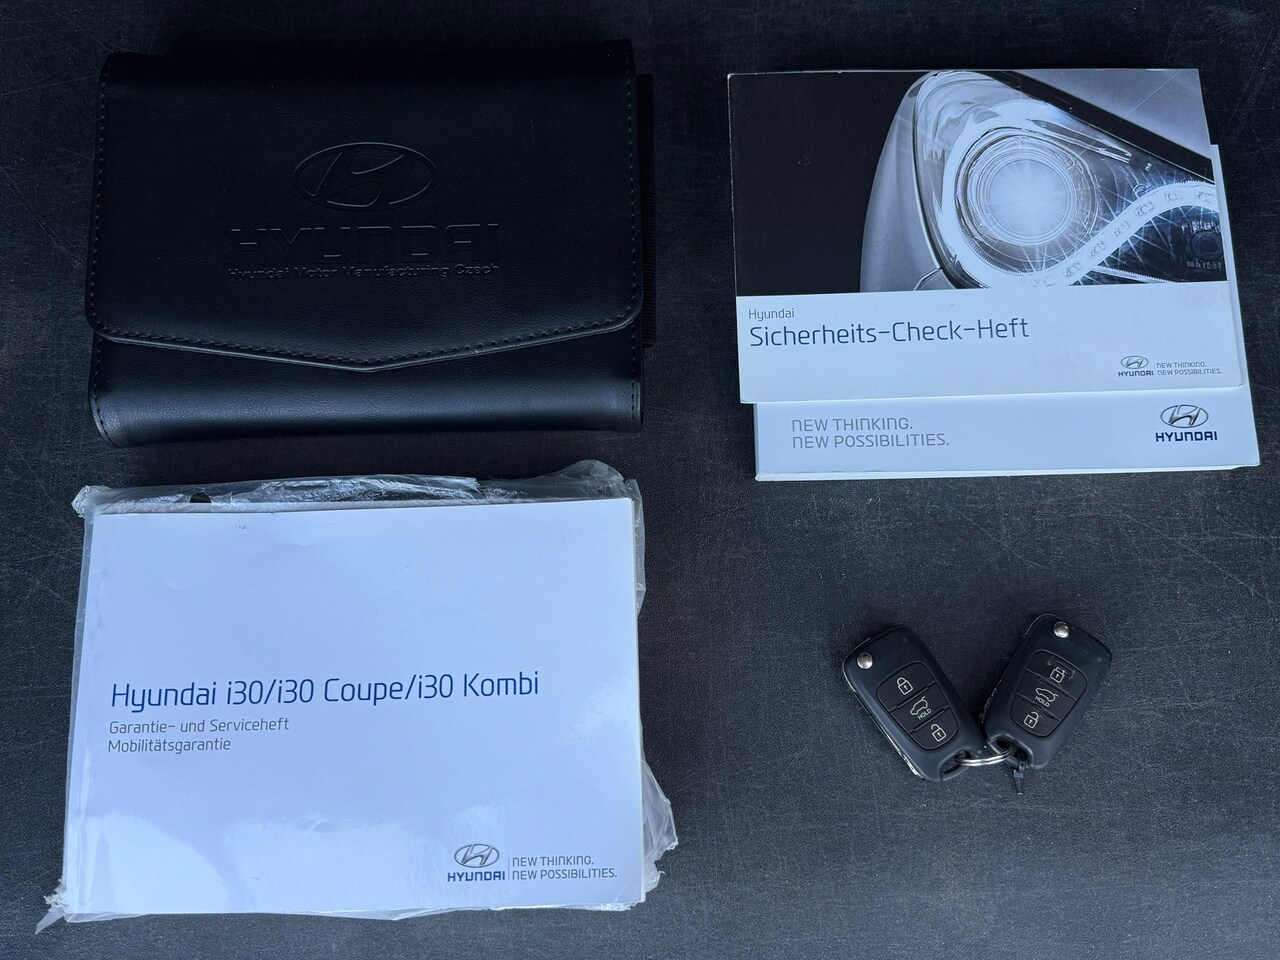 HYUNDAI
Hyundai Motor Manufacturing Czech
Hyundai
Sicherheits-Check-Heft
HYUNDAI
NEW THINKING.
NEW POSSIBILITIES.
NEW THINKING.
NEW POSSIBILITIES.
HYUNDAI
Hyundai i30/i30 Coupe/i30 Kombi
Garantie- und Serviceheft
Mobilitätsgarantie
HYUNDAI
NEW THINKING.
NEW POSSIBILITIES.
HOLD
HOLD